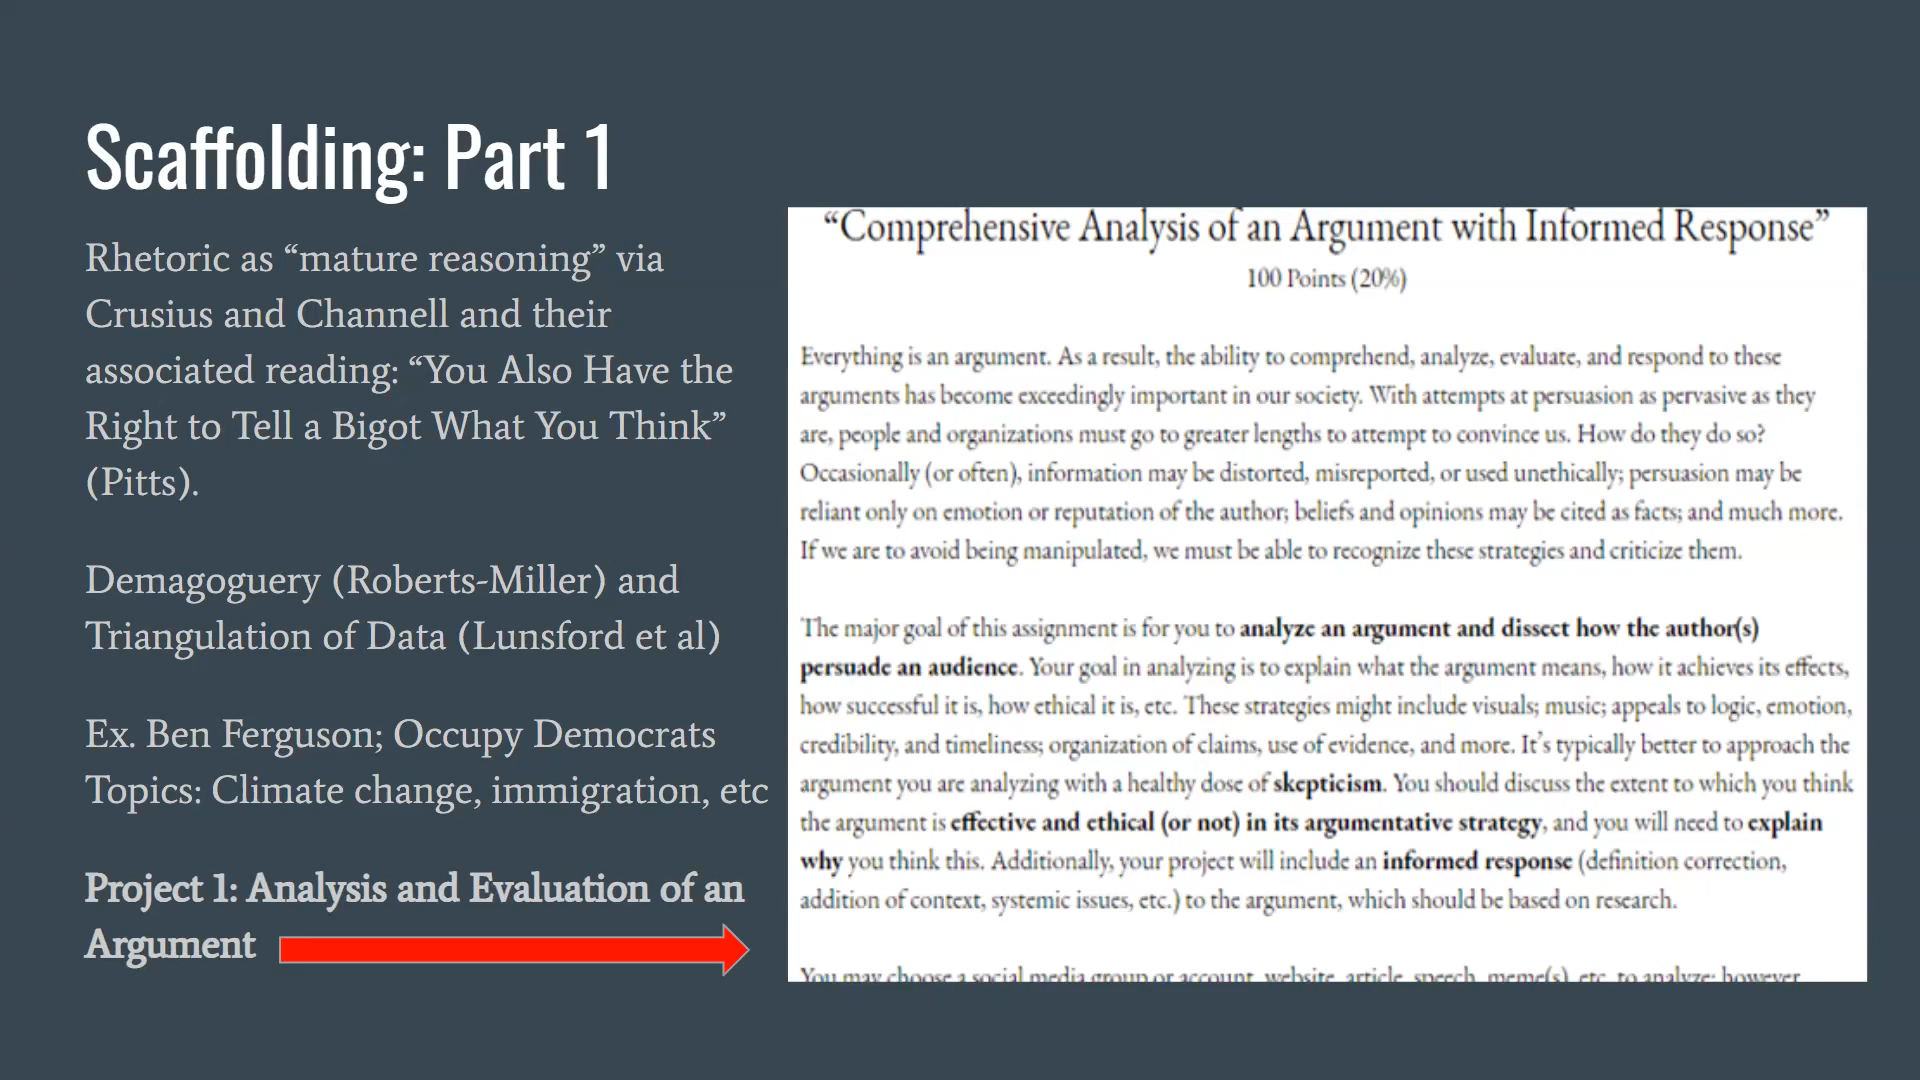 Scaffolding: Part 1
Rhetoric as “mature reasoning” via
Crusius and Channell and their
associated reading: “You Also Have the
Right to Tell a Bigot What You Think”
(Pitts).
Demagoguery (Roberts-Miller) and
Triangulation of Data (Lunsford et al)
Ex. Ben Ferguson; Occupy Democrats
Topics: Climate change, immigration, etc
Project 1: Analysis and Evaluation of an
Argument
“Comprehensive Analysis of an Argument with Informed Response”
100 Points (20%)
Everything is an argument. As a result, the ability to comprehend, analyze, evaluate, and respond to these
arguments has become exceedingly important in our society. With attempts at persuasion as pervasive as they
are, people and organizations must go to greater lengths to attempt to convince us. How do they do so?
Occasionally (or often), information may be distorted, misreported, or used unethically; persuasion may be
reliant only on emotion or reputation of the author; beliefs and opinions may be cited as facts; and much more.
If we are to avoid being manipulated, we must be able to recognize these strategies and criticize them.
The major goal of this assignment is for you to analyze an argument and dissect how the author(s)
persuade an audience. Your goal in analyzing is to explain what the argument means, how it achieves its effects,
how successful it is, how ethical it is, etc. These strategies might include visuals; music; appeals to logic, emotion,
credibility, and timeliness; organization of claims, use of evidence, and more. It’s typically better to approach the
argument you are analyzing with a healthy dose of skepticism. You should discuss the extent to which you think
the argument is effective and ethical (or not) in its argumentative strategy, and you will need to explain
why you think this. Additionally, your project will include an informed response (definition correction,
addition of context, systemic issues, etc.) to the argument, which should be based on research.
You may choose a social media group or account, website, article, speech, meme(s), etc. to analyze; however